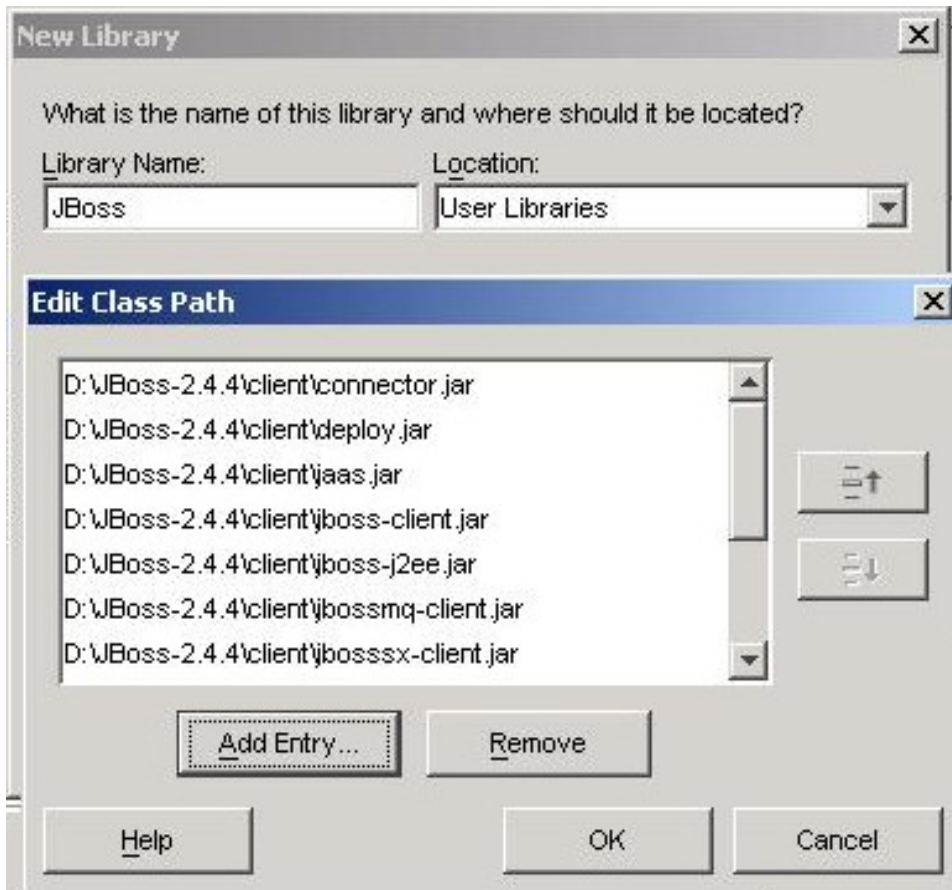 New Library
What is the name of this library and where should it be located?
Library Name: Location:
JBoss User Libraries
Edit Class Path
D:\JBoss-2.4.4\client\connector.jar
D:\JBoss-2.4.4\client\deploy.jar
D:\JBoss-2.4.4\client\jaas.jar
D:\JBoss-2.4.4\client\jboss-client.jar
D:\JBoss-2.4.4\client\jboss-j2ee.jar
D:\JBoss-2.4.4\client\jbossmq-client.jar
D:\JBoss-2.4.4\client\jbosssx-client.jar
Add Entry... Remove
Help OK Cancel